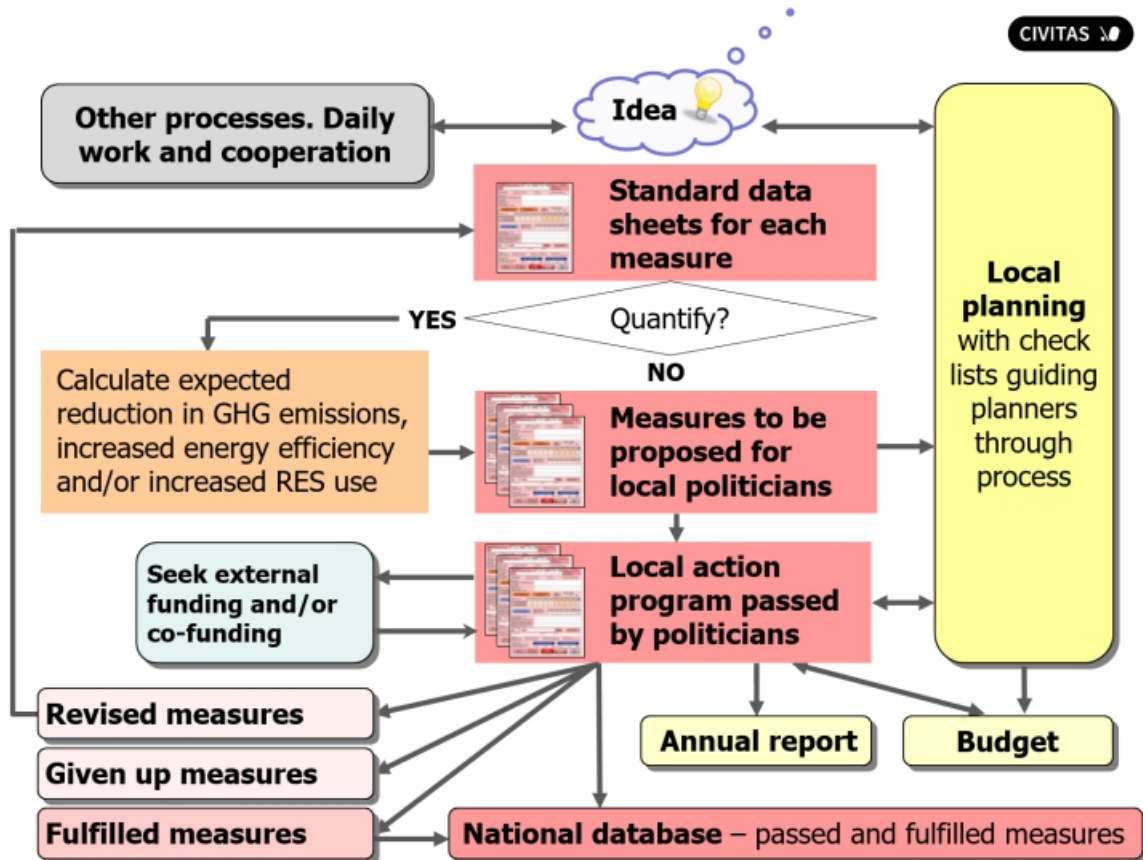 CIVITAS
Idea
Other processes. Daily
work and cooperation
Standard data
sheets for each
measure
Local
planning
with check
lists guiding
planners
through
process
YES
Quantify?
NO
Calculate expected
reduction in GHG emissions,
increased energy efficiency
and/or increased RES use
Measures to be
proposed for
local politicians
Seek external
funding and/or
co-funding
Local action
program passed
by politicians
Revised measures
Given up measures
Fulfilled measures
Annual report
Budget
National database – passed and fulfilled measures